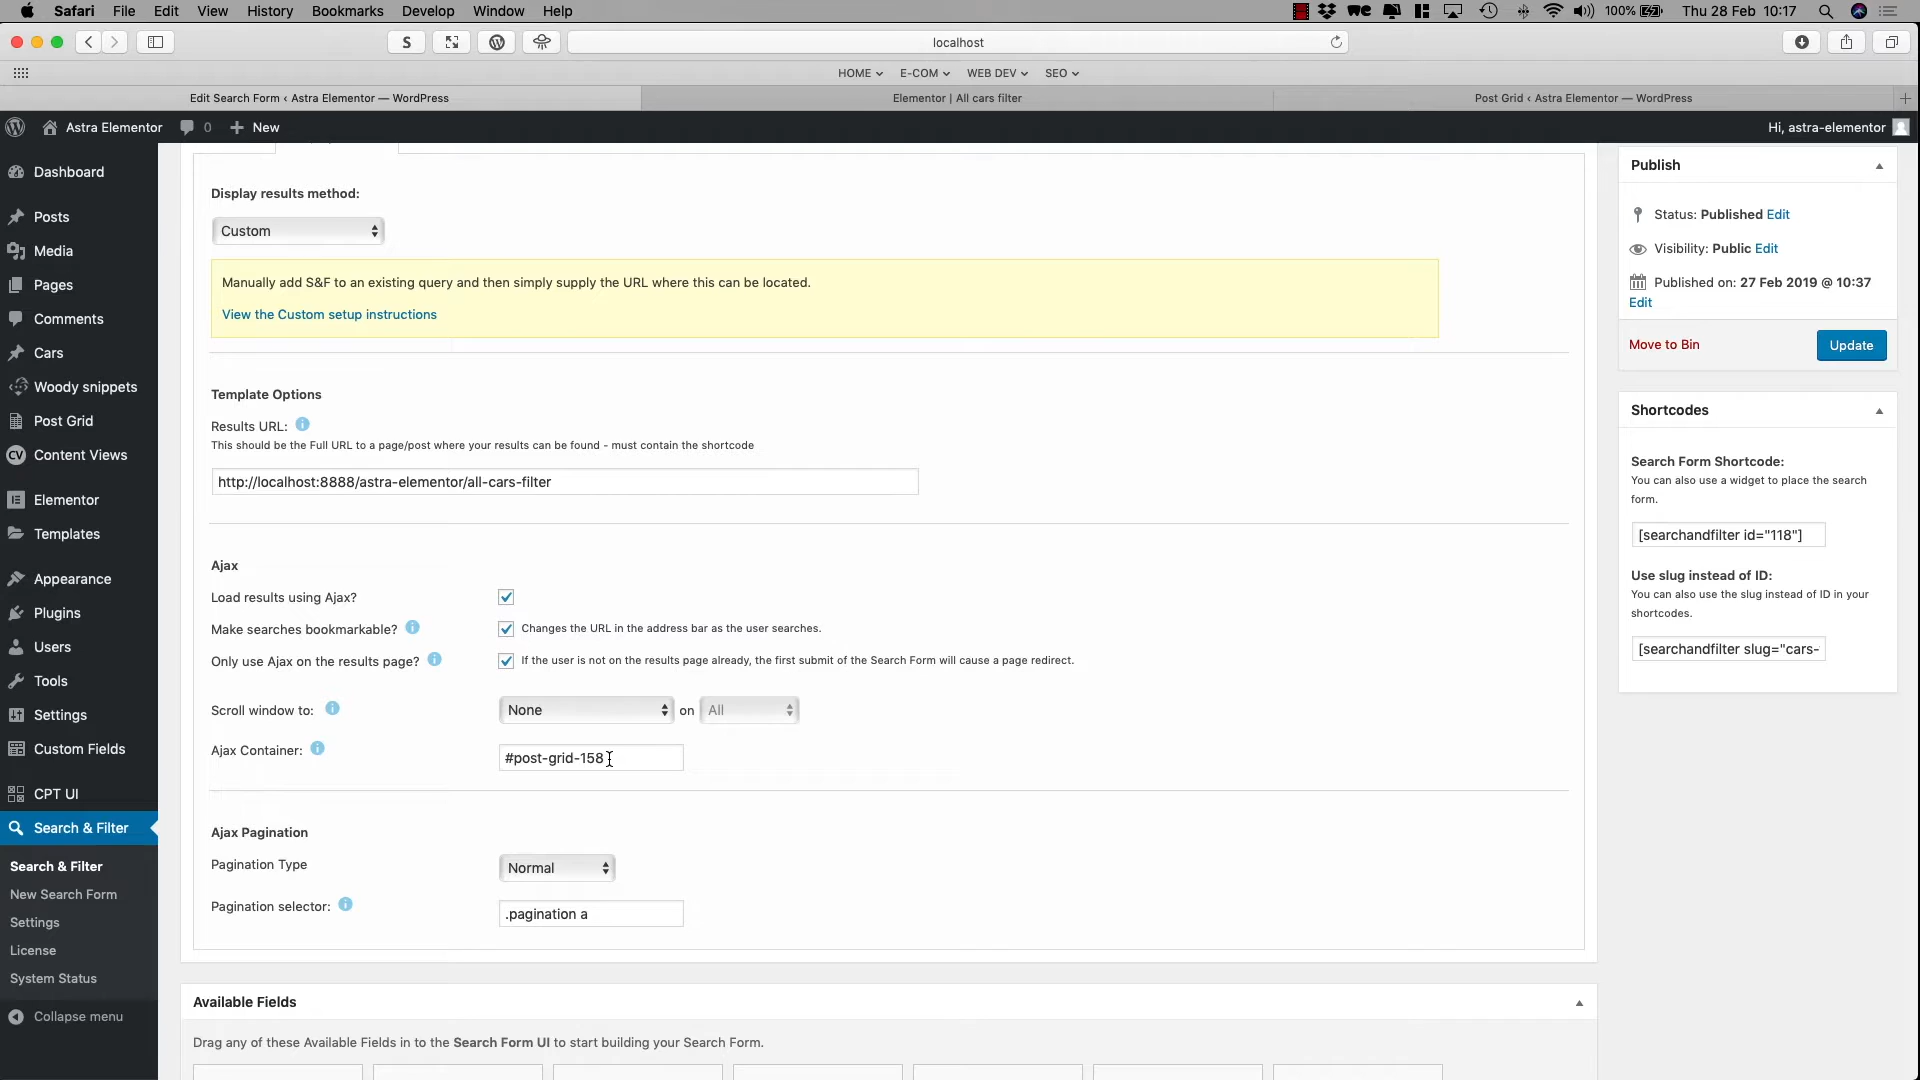 Safari File Edit View History Bookmarks Develop Window Help
100% Thu 28 Feb 10:17
S
localhost
HOME E-COM WEB DEV SEO
Edit Search Form ‹ Astra Elementor — WordPress
Elementor | All cars filter
Post Grid ‹ Astra Elementor — WordPress
Astra Elementor 0 New
Hi, astra-elementor
Dashboard
Posts
Media
Pages
Comments
Cars
Woody snippets
Post Grid
Content Views
Elementor
Templates
Appearance
Plugins
Users
Tools
Settings
Custom Fields
CPT UI
Search & Filter
Search & Filter
New Search Form
Settings
License
System Status
Collapse menu
Display results method:
Custom
Manually add S&F to an existing query and then simply supply the URL where this can be located.
View the Custom setup instructions
Template Options
Results URL:
This should be the Full URL to a page/post where your results can be found - must contain the shortcode
http://localhost:8888/astra-elementor/all-cars-filter
Ajax
Load results using Ajax?
Make searches bookmarkable? Changes the URL in the address bar as the user searches.
Only use Ajax on the results page? If the user is not on the results page already, the first submit of the Search Form will cause a page redirect.
Scroll window to: None on All
Ajax Container: #post-grid-158
Ajax Pagination
Pagination Type Normal
Pagination selector: .pagination a
Available Fields
Drag any of these Available Fields in to the Search Form UI to start building your Search Form.
Publish
Status: Published Edit
Visibility: Public Edit
Published on: 27 Feb 2019 @ 10:37
Edit
Move to Bin Update
Shortcodes
Search Form Shortcode:
You can also use a widget to place the search
form.
[searchandfilter id="118"]
Use slug instead of ID:
You can also use the slug instead of ID in your
shortcodes.
[searchandfilter slug="cars-